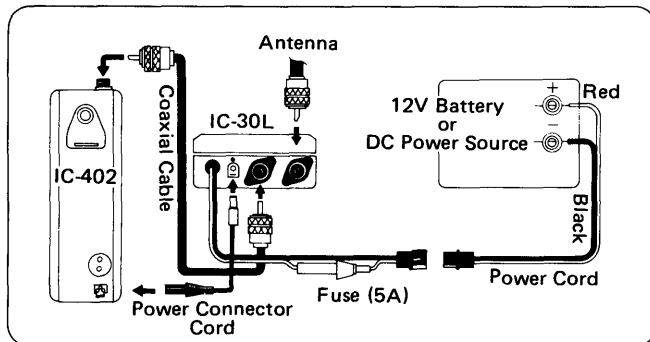 Antenna
Coaxial Cable
IC-30L
IC-402
+
Red
12V Battery
or
DC Power Source
−
Black
Power Cord
Fuse (5A)
Power Connector
Cord